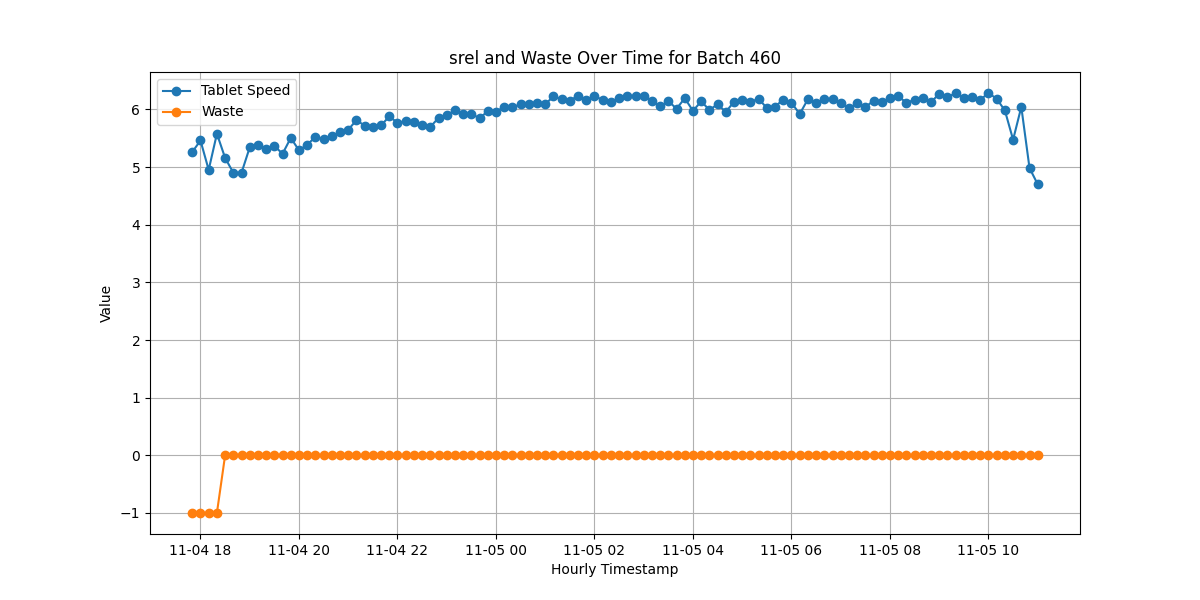 srel and Waste Over Time for Batch 460
Tablet Speed
Waste
6
5
4
3
2
1
0
−1
Value
11-04 18 11-04 20 11-04 22 11-05 00 11-05 02 11-05 04 11-05 06 11-05 08 11-05 10
Hourly Timestamp